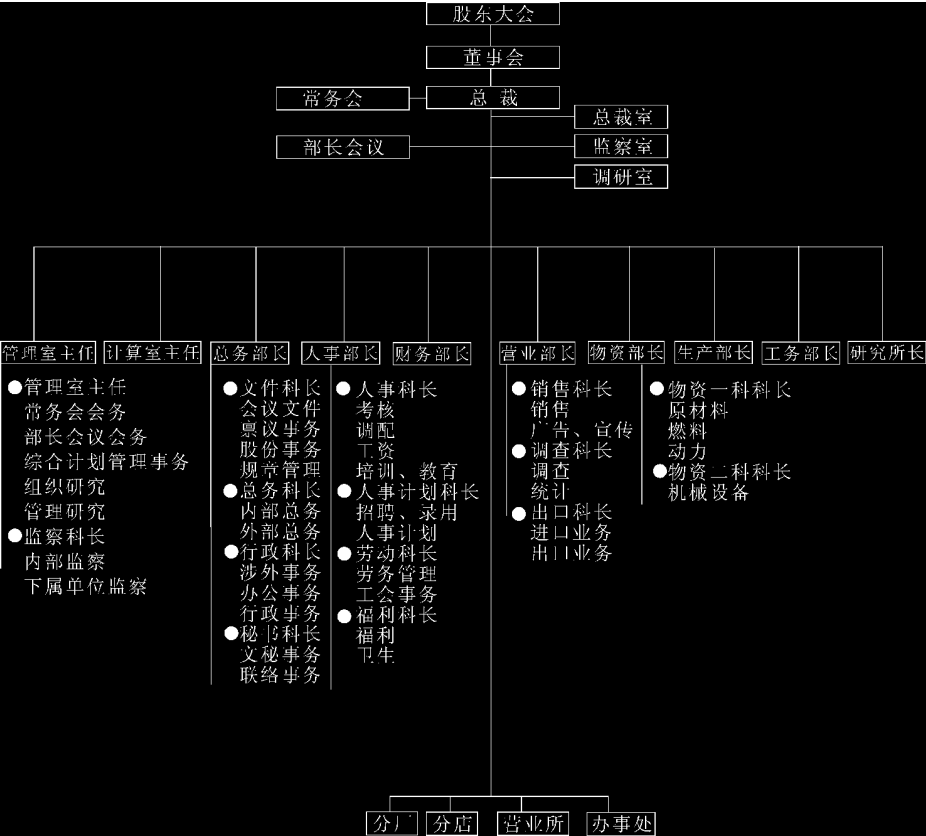 股东大会
董事会
常务会
总裁
总裁室
部长会议
监察室
调研室
管理室主任
计算室主任
总务部长
人事部长
财务部长
营业部长
物资部长
生产部长
工务部长
研究所长
管理室主任
常务会会务
部长会议会务
综合计划管理事务
组织研究
管理研究
监察科长
内部监察
下属单位监察
文件科长
会议文件
禀议事务
股份事务
规章管理
总务科长
内部总务
外部总务
行政科长
涉外事务
办公事务
行政事务
秘书科长
文秘事务
联络事务
人事科长
考核
调配
工资
培训、教育
人事计划科长
招聘、录用
人事计划
劳动科长
劳务管理
工会事务
福利科长
福利
卫生
销售科长
销售
广告、宣传
调查科长
调查
统计
出口科长
进口业务
出口业务
物资一科科长
原材料
燃料
动力
物资二科科长
机械设备
分厂
分店
营业所
办事处